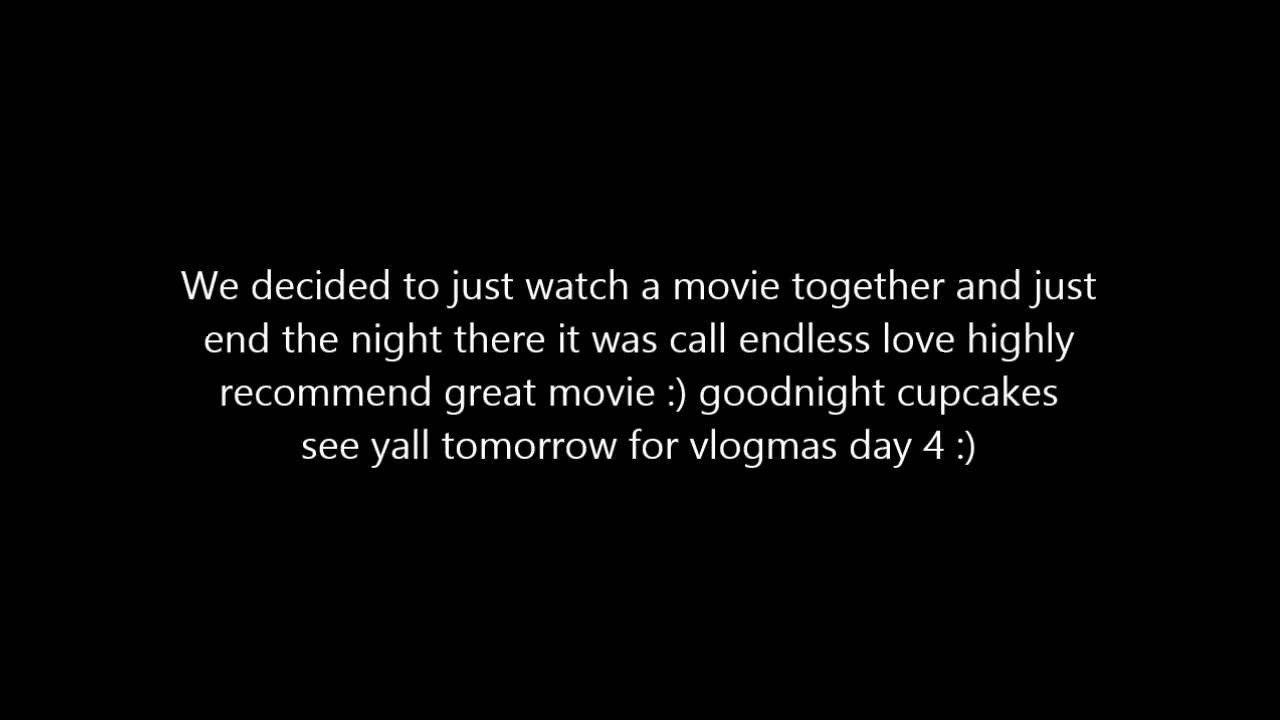 We decided to just watch a movie together and just
end the night there it was call endless love highly
recommend great movie :) goodnight cupcakes
see yall tomorrow for vlogmas day 4 :)